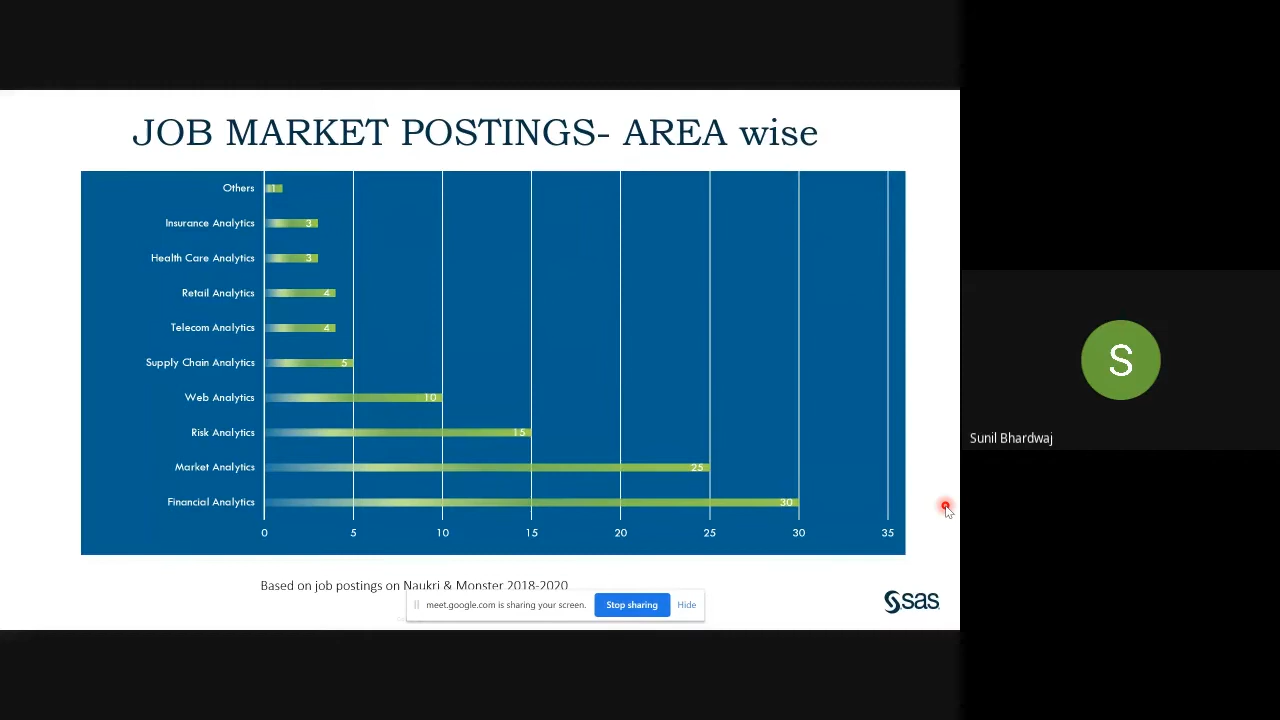 JOB MARKET POSTINGS- AREA wise
Others 1
Insurance Analytics 3
Health Care Analytics 3
Retail Analytics 4
Telecom Analytics 4
Supply Chain Analytics 5
Web Analytics 10
Risk Analytics 15
Market Analytics 25
Financial Analytics 30
0 5 10 15 20 25 30 35
Based on job postings on Naukri & Monster 2018-2020
meet.google.com is sharing your screen. Stop sharing Hide
sas
S
Sunil Bhardwaj